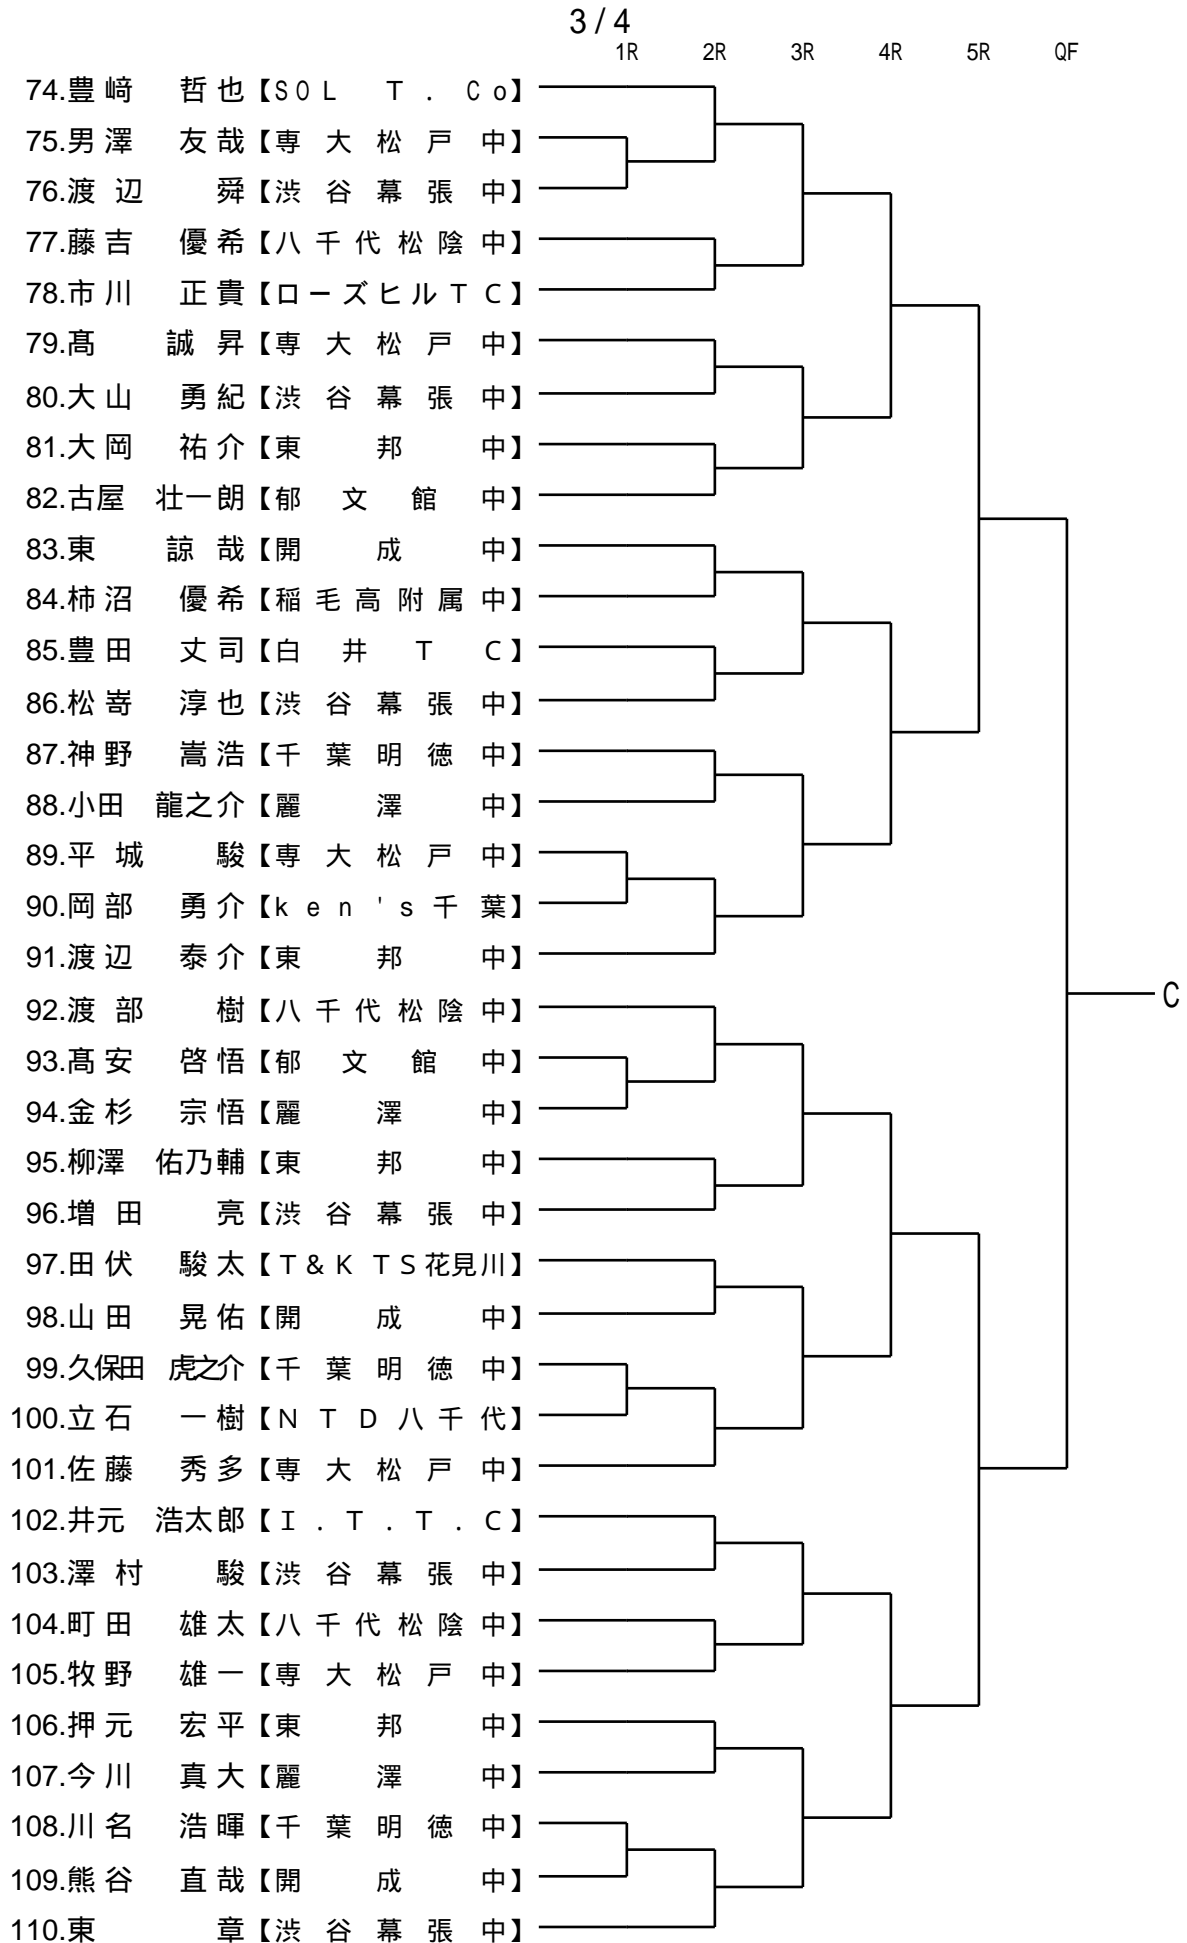 3 / 4
1R 2R 3R 4R 5R QF
74.豊﨑 哲也【SOL T.Co】
75.男澤 友哉【専大松戸中】
76.渡辺 舜【渋谷幕張中】
77.藤吉 優希【八千代松陰中】
78.市川 正貴【ローズヒルTC】
79.髙 誠昇【専大松戸中】
80.大山 勇紀【渋谷幕張中】
81.大岡 祐介【東邦中】
82.古屋 壮一朗【郁文館中】
83.東 諒哉【開成中】
84.柿沼 優希【稲毛高附属中】
85.豊田 丈司【白井TC】
86.松嵜 淳也【渋谷幕張中】
87.神野 嵩浩【千葉明徳中】
88.小田 龍之介【麗澤中】
89.平城 駿【専大松戸中】
90.岡部 勇介【ken's千葉】
91.渡辺 泰介【東邦中】
92.渡部 樹【八千代松陰中】
93.髙安 啓悟【郁文館中】
94.金杉 宗悟【麗澤中】
95.柳澤 佑乃輔【東邦中】
96.増田 亮【渋谷幕張中】
97.田伏 駿太【T&K TS花見川】
98.山田 晃佑【開成中】
99.久保田 虎之介【千葉明徳中】
100.立石 一樹【NTD八千代】
101.佐藤 秀多【専大松戸中】
102.井元 浩太郎【I.T.T.C】
103.澤村 駿【渋谷幕張中】
104.町田 雄太【八千代松陰中】
105.牧野 雄一【専大松戸中】
106.押元 宏平【東邦中】
107.今川 真大【麗澤中】
108.川名 浩暉【千葉明徳中】
109.熊谷 直哉【開成中】
110.東 章【渋谷幕張中】
C